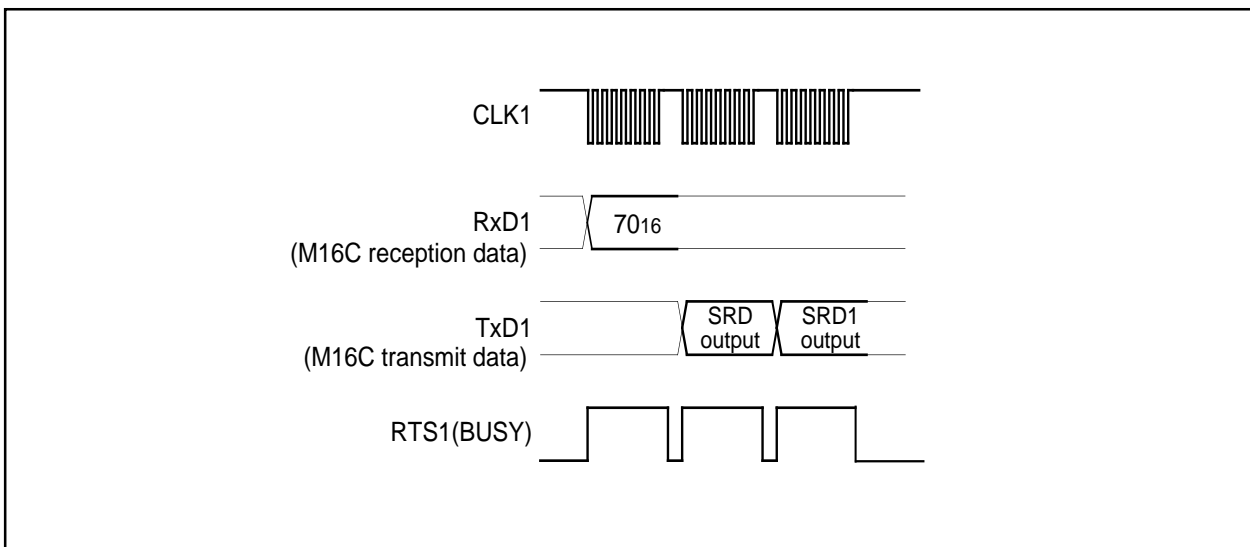 CLK1
RxD1
(M16C reception data)
7016
TxD1
(M16C transmit data)
SRD
output
SRD1
output
RTS1(BUSY)